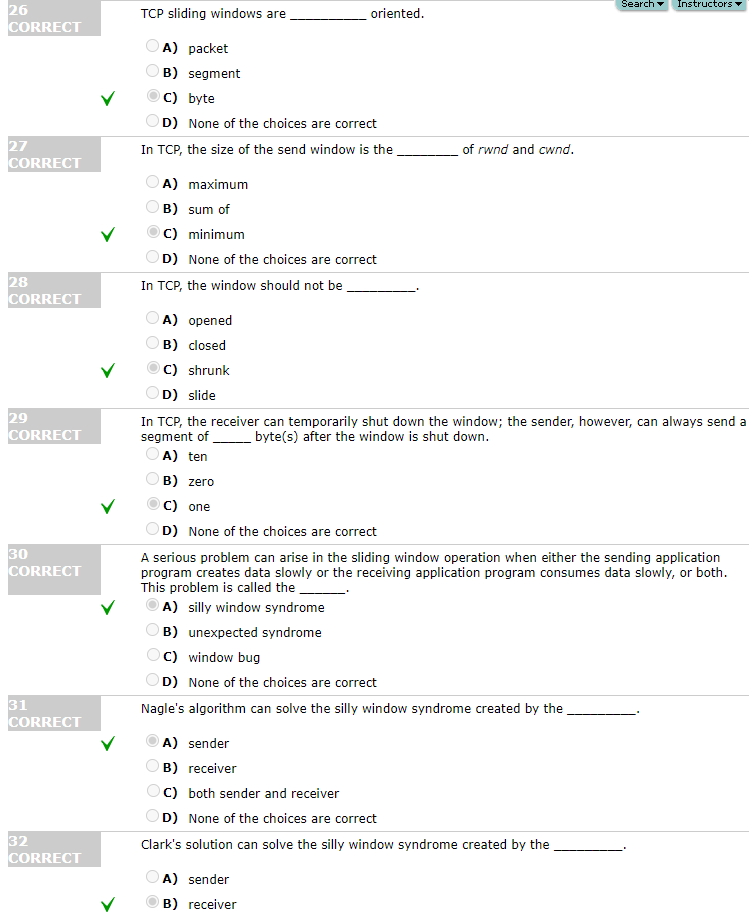 Search ▾ Instructors ▾
26
CORRECT
TCP sliding windows are __________ oriented.
A) packet
B) segment
C) byte
D) None of the choices are correct
27
CORRECT
In TCP, the size of the send window is the ________ of rwnd and cwnd.
A) maximum
B) sum of
C) minimum
D) None of the choices are correct
28
CORRECT
In TCP, the window should not be _________.
A) opened
B) closed
C) shrunk
D) slide
29
CORRECT
In TCP, the receiver can temporarily shut down the window; the sender, however, can always send a
segment of _____ byte(s) after the window is shut down.
A) ten
B) zero
C) one
D) None of the choices are correct
30
CORRECT
A serious problem can arise in the sliding window operation when either the sending application
program creates data slowly or the receiving application program consumes data slowly, or both.
This problem is called the ______.
A) silly window syndrome
B) unexpected syndrome
C) window bug
D) None of the choices are correct
31
CORRECT
Nagle's algorithm can solve the silly window syndrome created by the _________.
A) sender
B) receiver
C) both sender and receiver
D) None of the choices are correct
32
CORRECT
Clark's solution can solve the silly window syndrome created by the _________.
A) sender
B) receiver